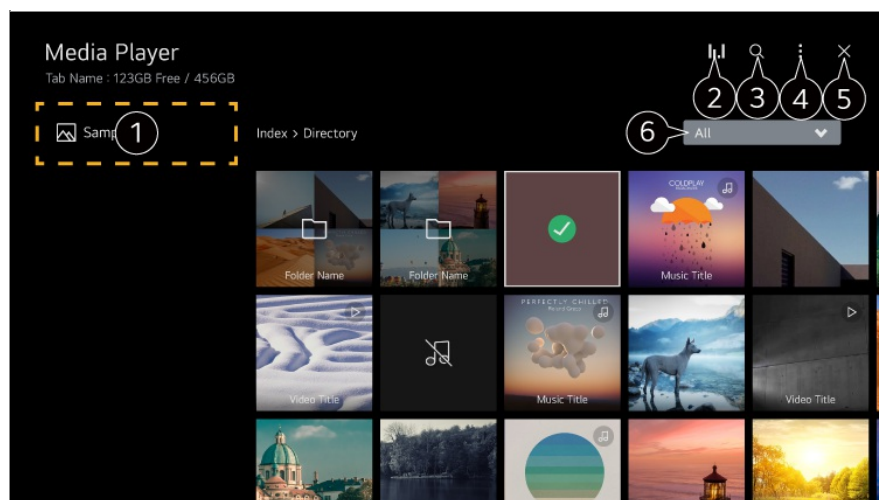 Media Player
Tab Name : 123GB Free / 456GB
2
3
4
5
1
Index > Directory
6
All
Folder Name
Folder Name
COLDPLAY
Music Title
Video Title
PERFECTLY CHILLED
Music Title
Video Title